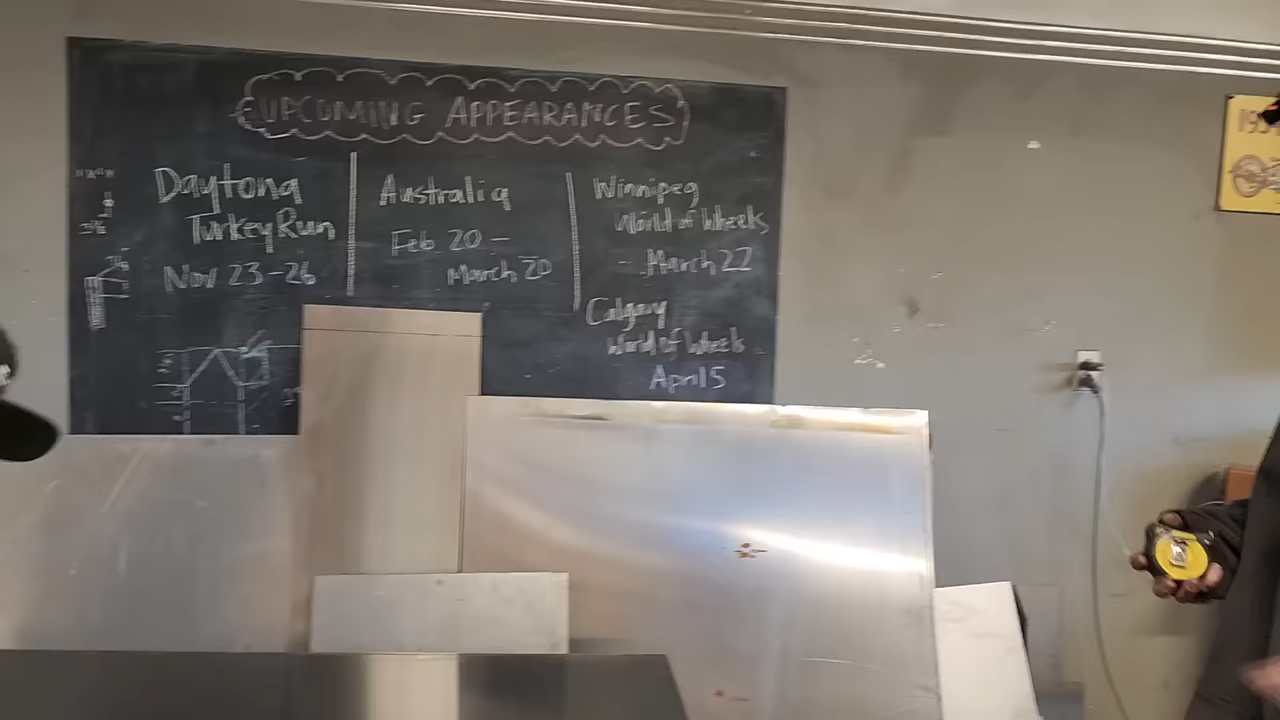 UPCOMING APPEARANCES
Daytona
Turkey Run
Nov 23-26
Australia
Feb 20 -
March 20
Winnipeg
World of Wheels
- March 22
Calgary
World of Wheels
April 5